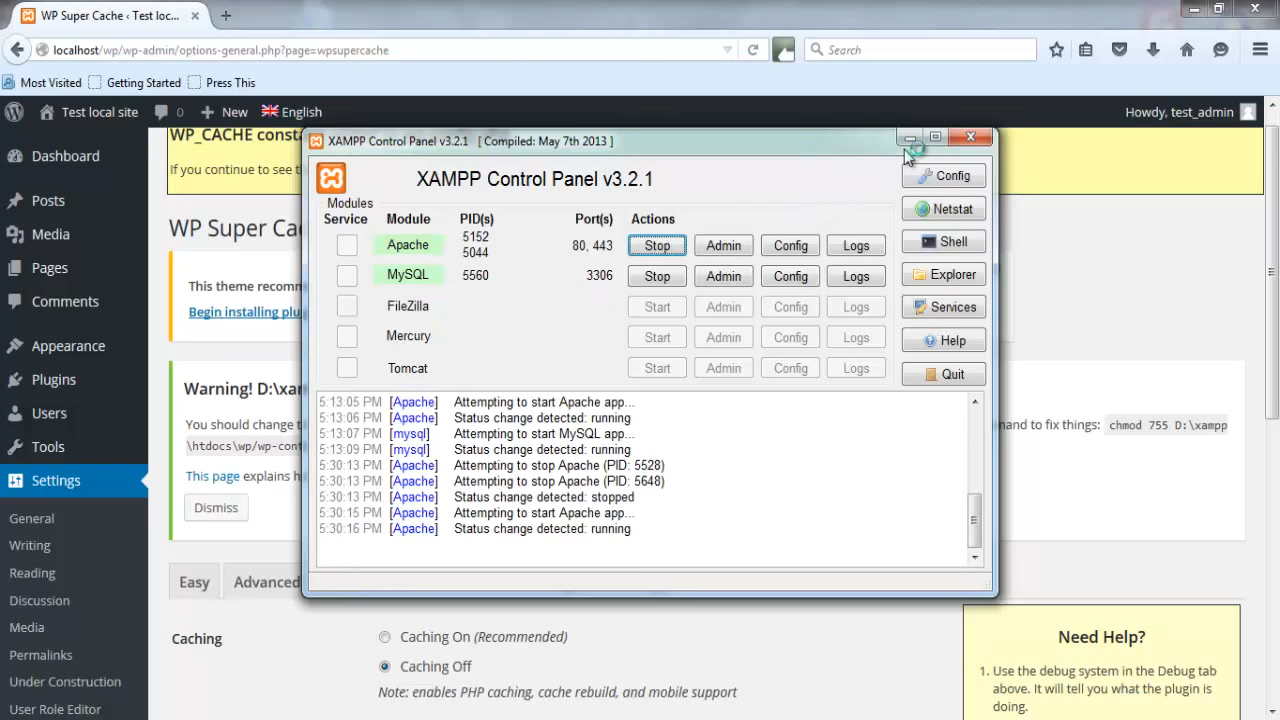 WP Super Cache ‹ Test loc...
localhost/wp/wp-admin/options-general.php?page=wpsupercache
Search
Most Visited Getting Started Press This
Test local site 0 New English Howdy, test_admin
Dashboard
Posts
Media
Pages
Comments
Appearance
Plugins
Users
Tools
Settings
General
Writing
Reading
Discussion
Media
Permalinks
Under Construction
User Role Editor
WP_CACHE const
If you continue to see t
WP Super Ca
This theme recomm
Begin installing plu
Warning! D:\xan
You should change t
mand to fix things: chmod 755 D:\xampp
\htdocs\wp/wp-cont
This page explains h
Dismiss
Easy Advanced
Caching
Caching On (Recommended)
Caching Off
Note: enables PHP caching, cache rebuild, and mobile support
Need Help?
1. Use the debug system in the Debug tab
above. It will tell you what the plugin is
doing.
XAMPP Control Panel v3.2.1 [ Compiled: May 7th 2013 ]
XAMPP Control Panel v3.2.1
Modules
Service Module PID(s) Port(s) Actions
Apache 5152 5044 80, 443 Stop Admin Config Logs
MySQL 5560 3306 Stop Admin Config Logs
FileZilla Start Admin Config Logs
Mercury Start Admin Config Logs
Tomcat Start Admin Config Logs
Config
Netstat
Shell
Explorer
Services
Help
Quit
5:13:05 PM [Apache] Attempting to start Apache app...
5:13:06 PM [Apache] Status change detected: running
5:13:07 PM [mysql] Attempting to start MySQL app...
5:13:09 PM [mysql] Status change detected: running
5:30:13 PM [Apache] Attempting to stop Apache (PID: 5528)
5:30:13 PM [Apache] Attempting to stop Apache (PID: 5648)
5:30:13 PM [Apache] Status change detected: stopped
5:30:15 PM [Apache] Attempting to start Apache app...
5:30:16 PM [Apache] Status change detected: running